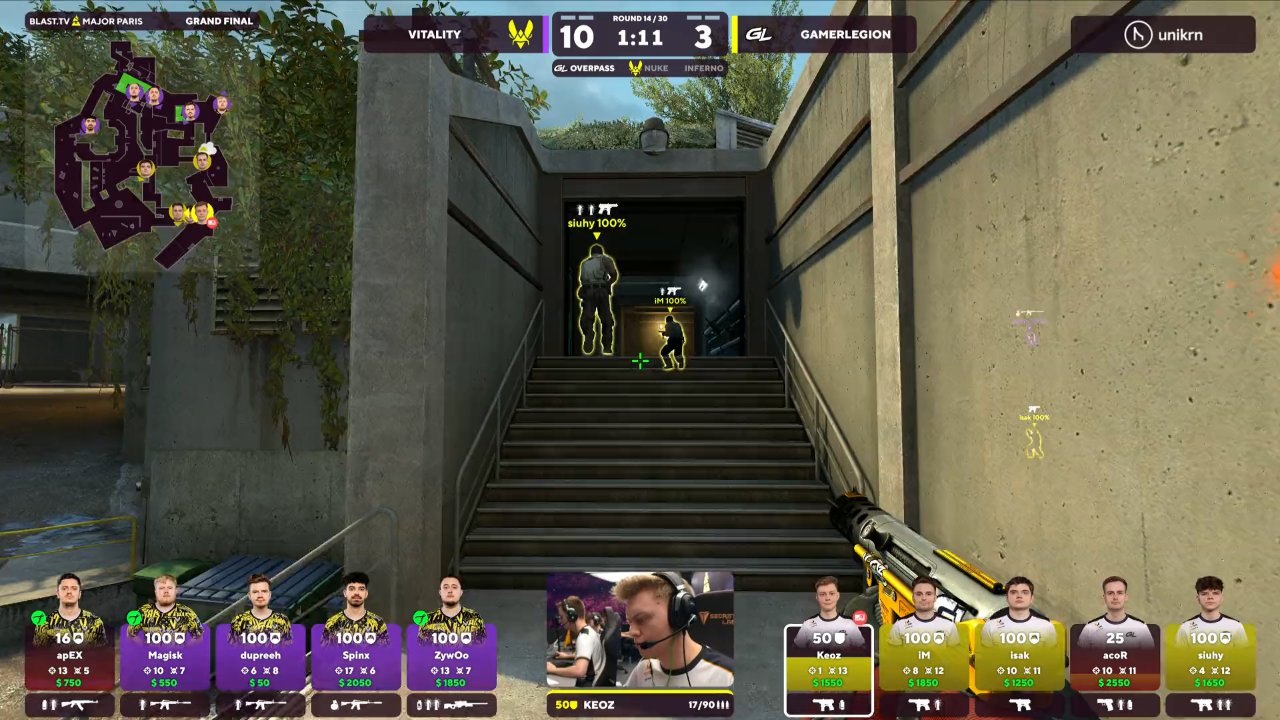 BLAST.TV MAJOR PARIS
GRAND FINAL
VITALITY
10
ROUND 14 / 30
1:11
3
GL
GAMERLEGION
unikrn
GL OVERPASS
NUKE
INFERNO
siuhy 100%
iM 100%
isak 100%
16
apEX
13 5
$750
100
Magisk
10 7
$550
100
dupreeh
6 8
$50
100
Spinx
17 6
$2050
100
ZywOo
13 7
$1850
50 KEOZ
17/90
50
Keoz
1 13
$1550
100
iM
8 12
$1850
100
isak
10 11
$1250
25
acoR
10 11
$2550
100
siuhy
4 12
$1650